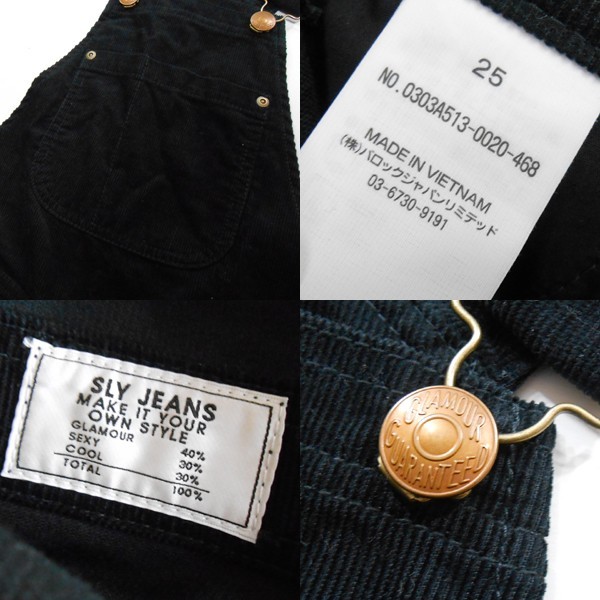 25
NO.0303A513-0020-468
MADE IN VIETNAM
(株)バロックジャパンリミテッド
03-6730-9191
SLY JEANS
MAKE IT YOUR
OWN STYLE
GLAMOUR 40%
SEXY 30%
COOL 30%
TOTAL 100%
GLAMOUR
GUARANTEED